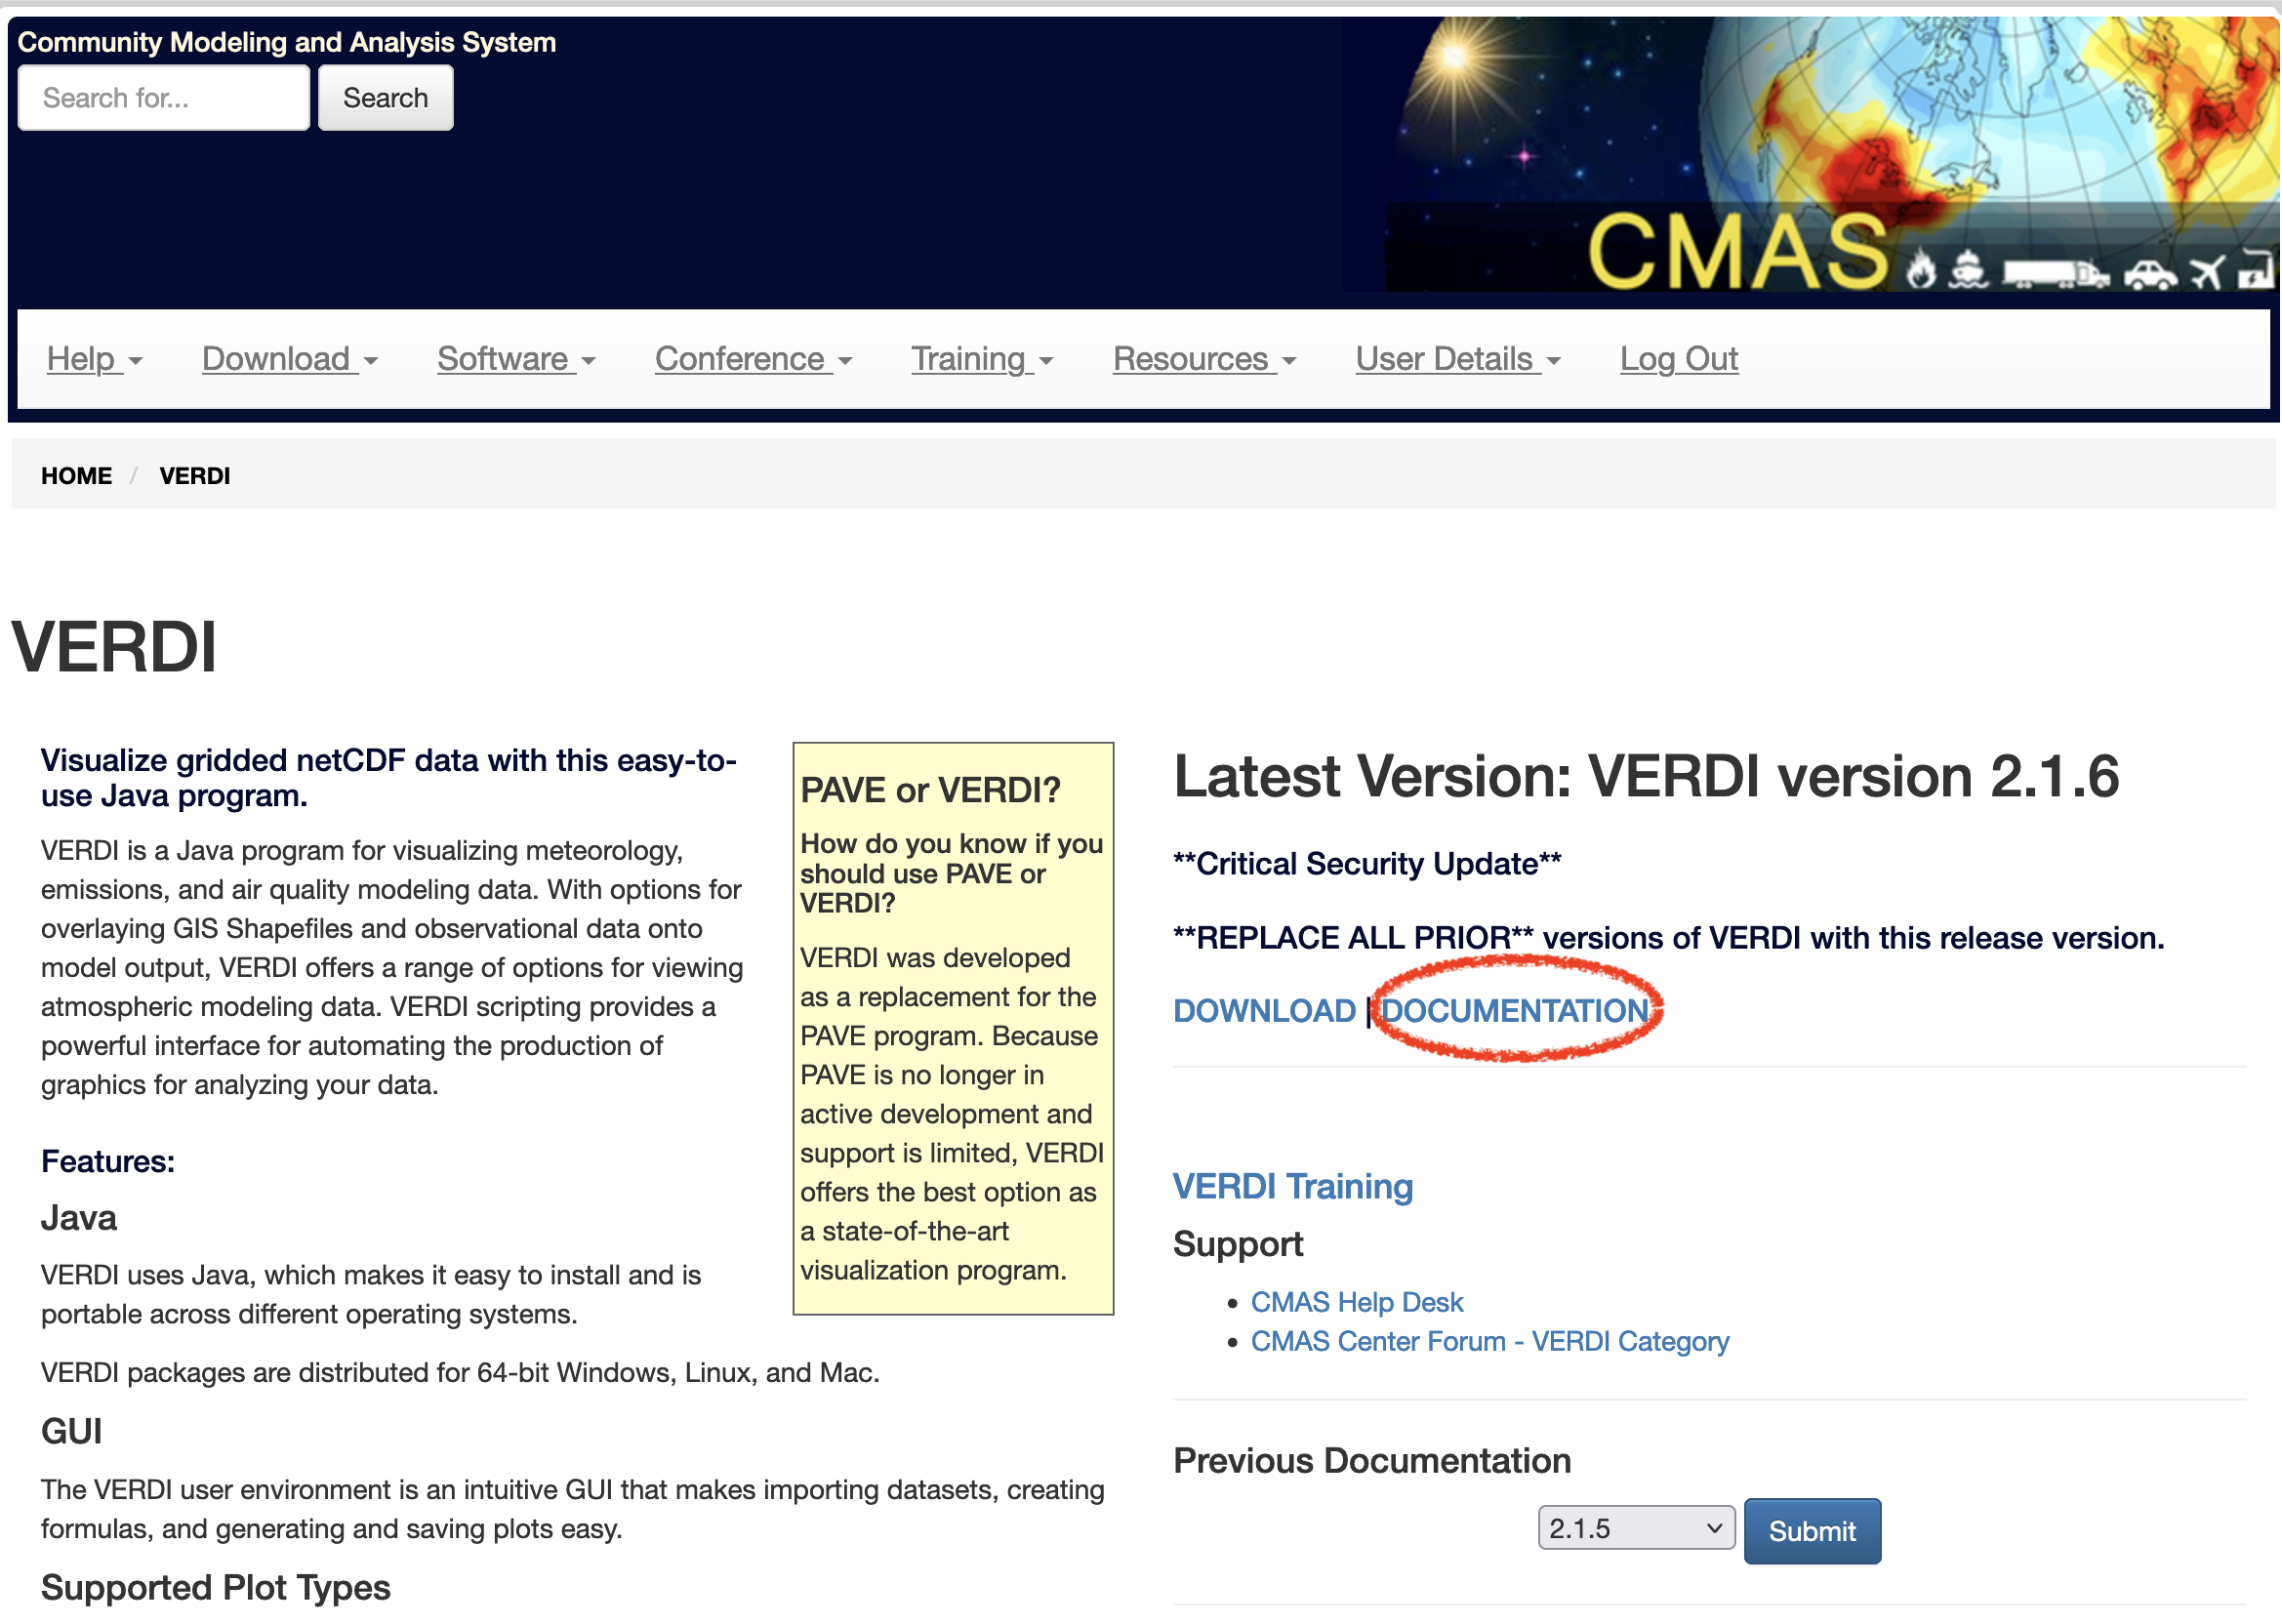 Community Modeling and Analysis System
Search for...
Search
CMAS
Help
Download
Software
Conference
Training
Resources
User Details
Log Out
HOME / VERDI
VERDI
Visualize gridded netCDF data with this easy-to-
use Java program.
VERDI is a Java program for visualizing meteorology,
emissions, and air quality modeling data. With options for
overlaying GIS Shapefiles and observational data onto
model output, VERDI offers a range of options for viewing
atmospheric modeling data. VERDI scripting provides a
powerful interface for automating the production of
graphics for analyzing your data.
Features:
Java
VERDI uses Java, which makes it easy to install and is
portable across different operating systems.
VERDI packages are distributed for 64-bit Windows, Linux, and Mac.
GUI
The VERDI user environment is an intuitive GUI that makes importing datasets, creating
formulas, and generating and saving plots easy.
Supported Plot Types
PAVE or VERDI?
How do you know if you
should use PAVE or
VERDI?
VERDI was developed
as a replacement for the
PAVE program. Because
PAVE is no longer in
active development and
support is limited, VERDI
offers the best option as
a state-of-the-art
visualization program.
Latest Version: VERDI version 2.1.6
**Critical Security Update**
**REPLACE ALL PRIOR** versions of VERDI with this release version.
DOWNLOAD | DOCUMENTATION
VERDI Training
Support
• CMAS Help Desk
• CMAS Center Forum - VERDI Category
Previous Documentation
2.1.5
Submit